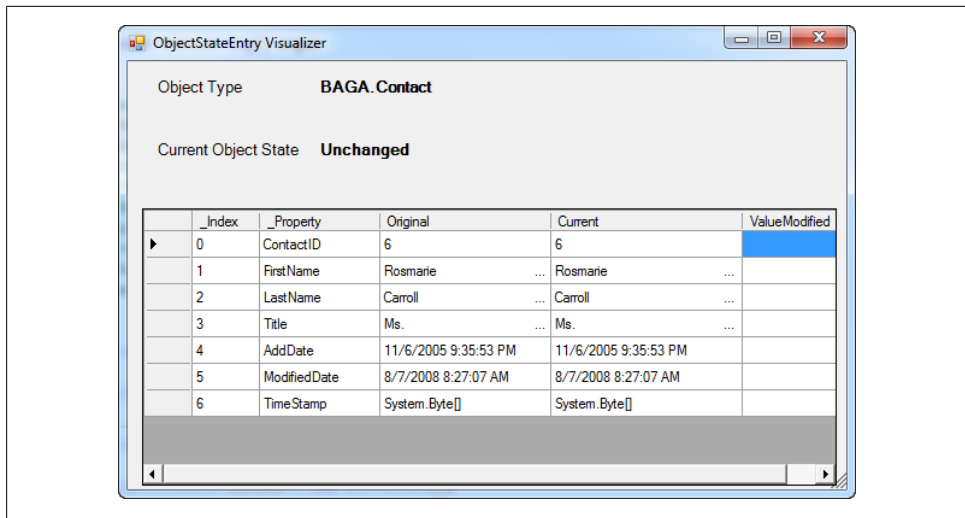 ObjectStateEntry Visualizer
Object Type BAGA.Contact
Current Object State Unchanged
_Index _Property Original Current ValueModified
0 ContactID 6 6
1 FirstName Rosmarie ... Rosmarie ...
2 LastName Carroll ... Carroll ...
3 Title Ms. ... Ms. ...
4 AddDate 11/6/2005 9:35:53 PM 11/6/2005 9:35:53 PM
5 ModifiedDate 8/7/2008 8:27:07 AM 8/7/2008 8:27:07 AM
6 TimeStamp System.Byte[] System.Byte[]